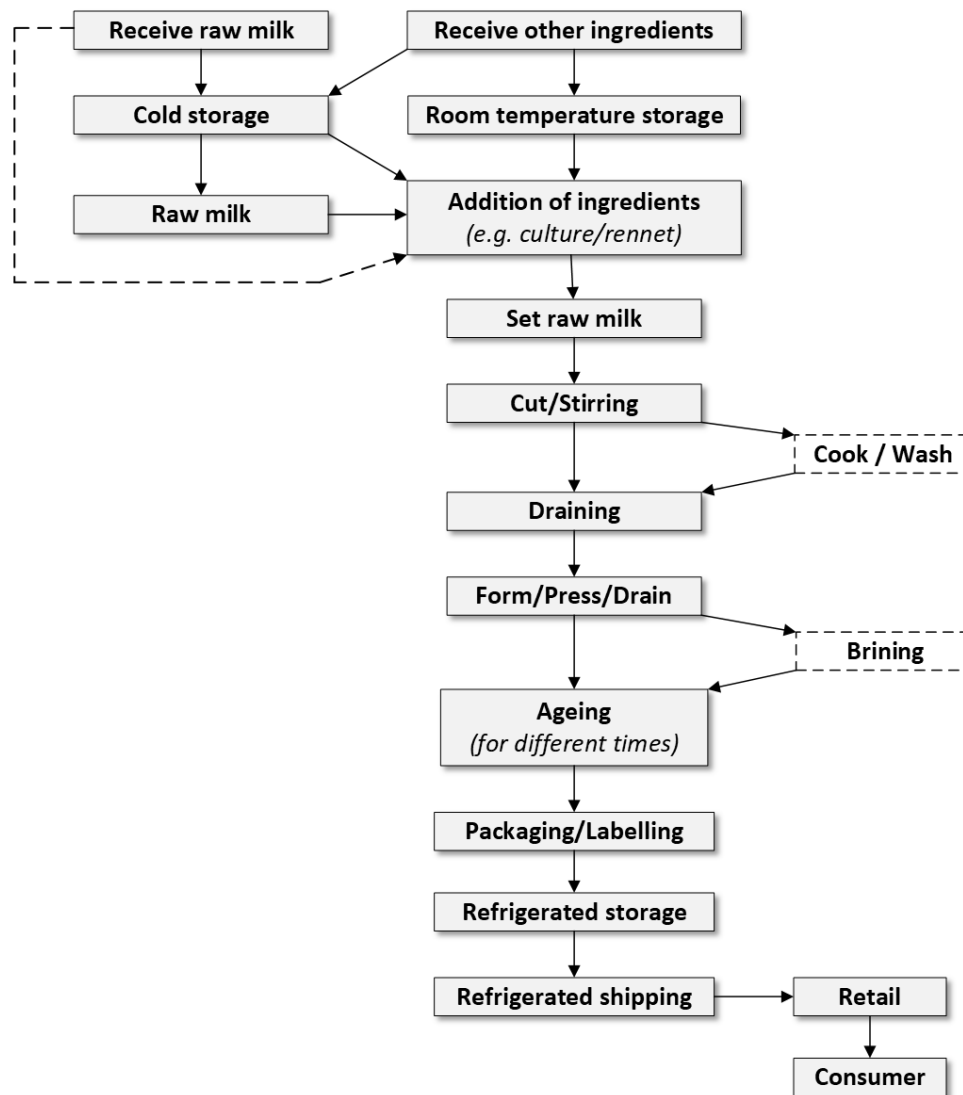 Receive raw milk
Receive other ingredients
Cold storage
Room temperature storage
Raw milk
Addition of ingredients
(e.g. culture/rennet)
Set raw milk
Cut/Stirring
Cook / Wash
Draining
Form/Press/Drain
Brining
Ageing
(for different times)
Packaging/Labelling
Refrigerated storage
Refrigerated shipping
Retail
Consumer